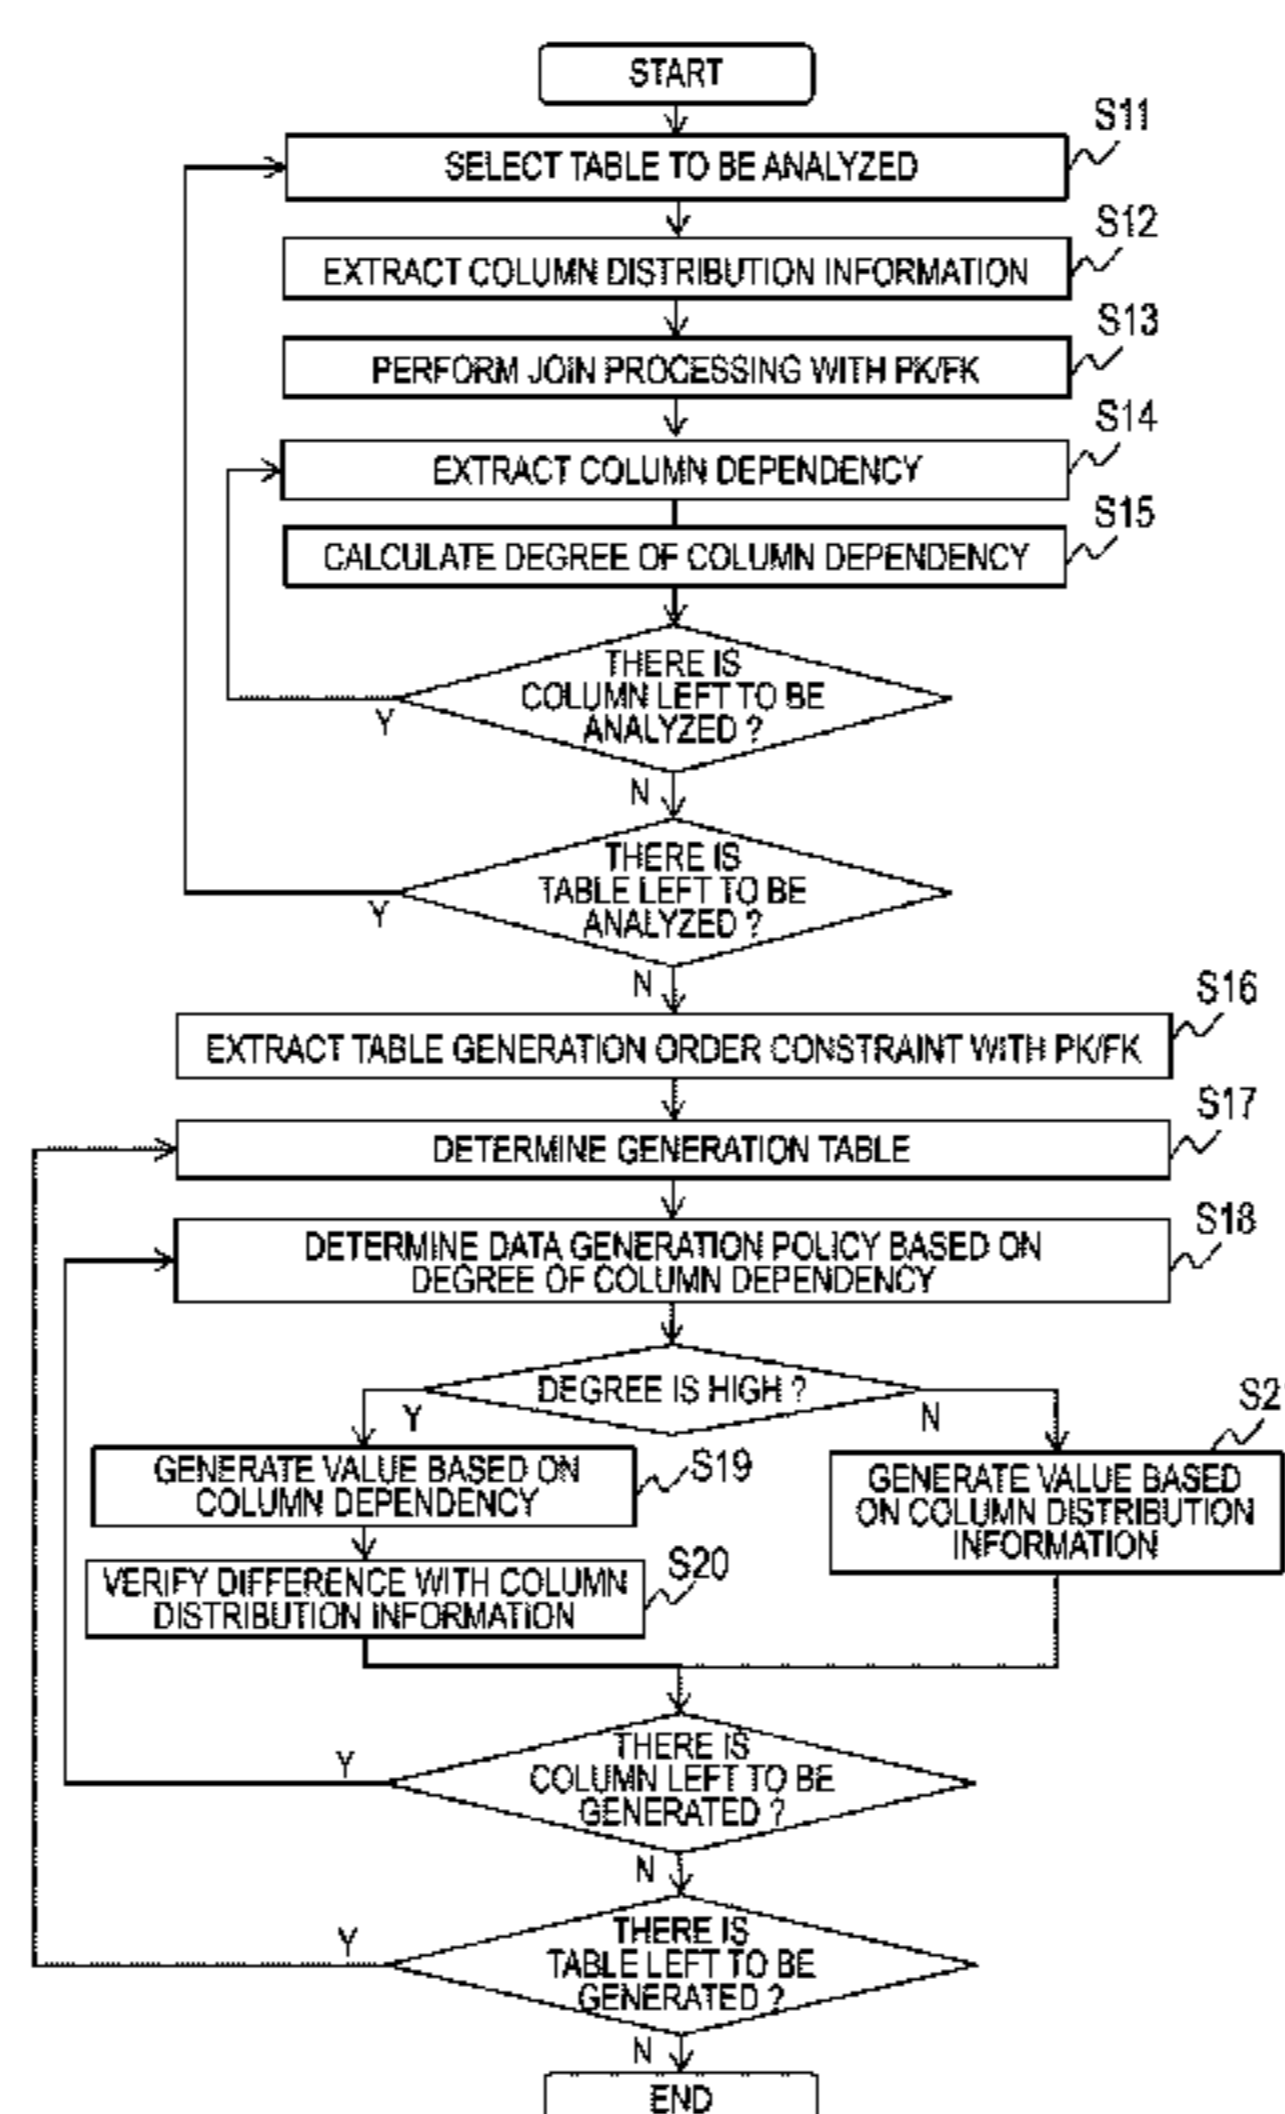 START
S11
SELECT TABLE TO BE ANALYZED
S12
EXTRACT COLUMN DISTRIBUTION INFORMATION
S13
PERFORM JOIN PROCESSING WITH PK/FK
S14
EXTRACT COLUMN DEPENDENCY
S15
CALCULATE DEGREE OF COLUMN DEPENDENCY
THERE IS
COLUMN LEFT TO BE
ANALYZED ?
Y
N
THERE IS
TABLE LEFT TO BE
ANALYZED ?
Y
N
S16
EXTRACT TABLE GENERATION ORDER CONSTRAINT WITH PK/FK
S17
DETERMINE GENERATION TABLE
S18
DETERMINE DATA GENERATION POLICY BASED ON
DEGREE OF COLUMN DEPENDENCY
DEGREE IS HIGH ?
Y
N
S19
GENERATE VALUE BASED ON
COLUMN DEPENDENCY
S20
VERIFY DIFFERENCE WITH COLUMN
DISTRIBUTION INFORMATION
S2
GENERATE VALUE BASED
ON COLUMN DISTRIBUTION
INFORMATION
THERE IS
COLUMN LEFT TO BE
GENERATED ?
Y
N
THERE IS
TABLE LEFT TO BE
GENERATED ?
Y
N
END